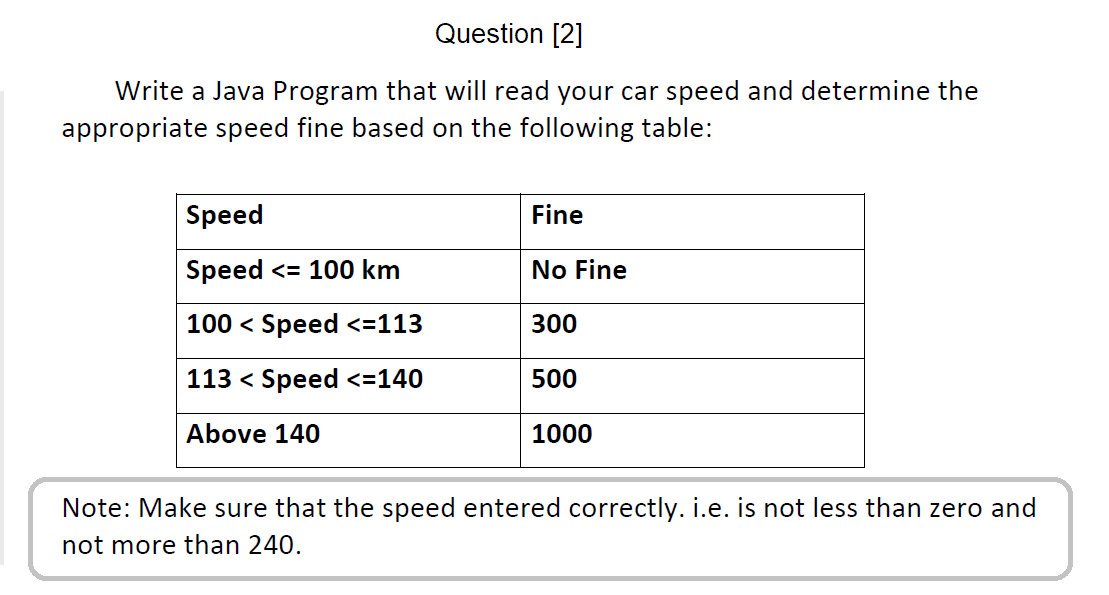 Question [2]
Write a Java Program that will read your car speed and determine the
appropriate speed fine based on the following table:
Speed Fine
Speed <= 100 km No Fine
100 < Speed <=113 300
113 < Speed <=140 500
Above 140 1000
Note: Make sure that the speed entered correctly. i.e. is not less than zero and
not more than 240.